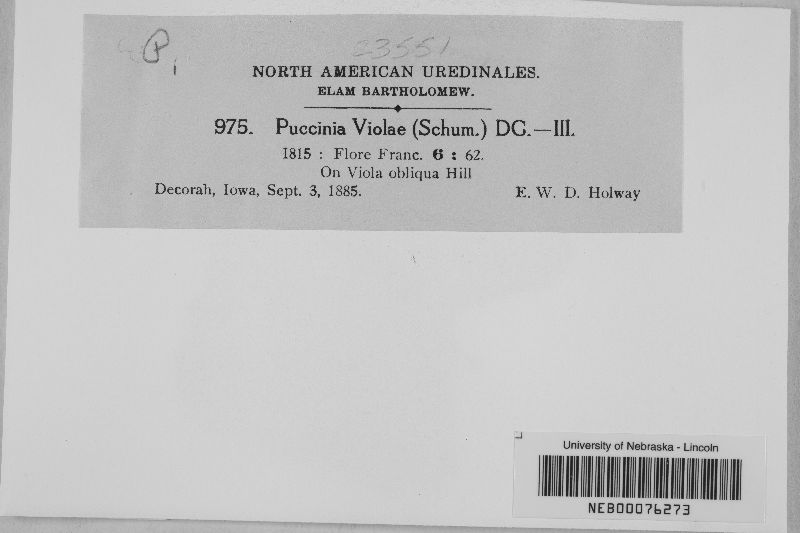 23551
P
NORTH AMERICAN UREDINALES.
ELAM BARTHOLOMEW.
975. Puccinia Violae (Schum.) DC.—III.
1815 : Flore Franc. 6 : 62.
On Viola obliqua Hill
Decorah, Iowa, Sept. 3, 1885. E. W. D. Holway
University of Nebraska - Lincoln
NEB00076273